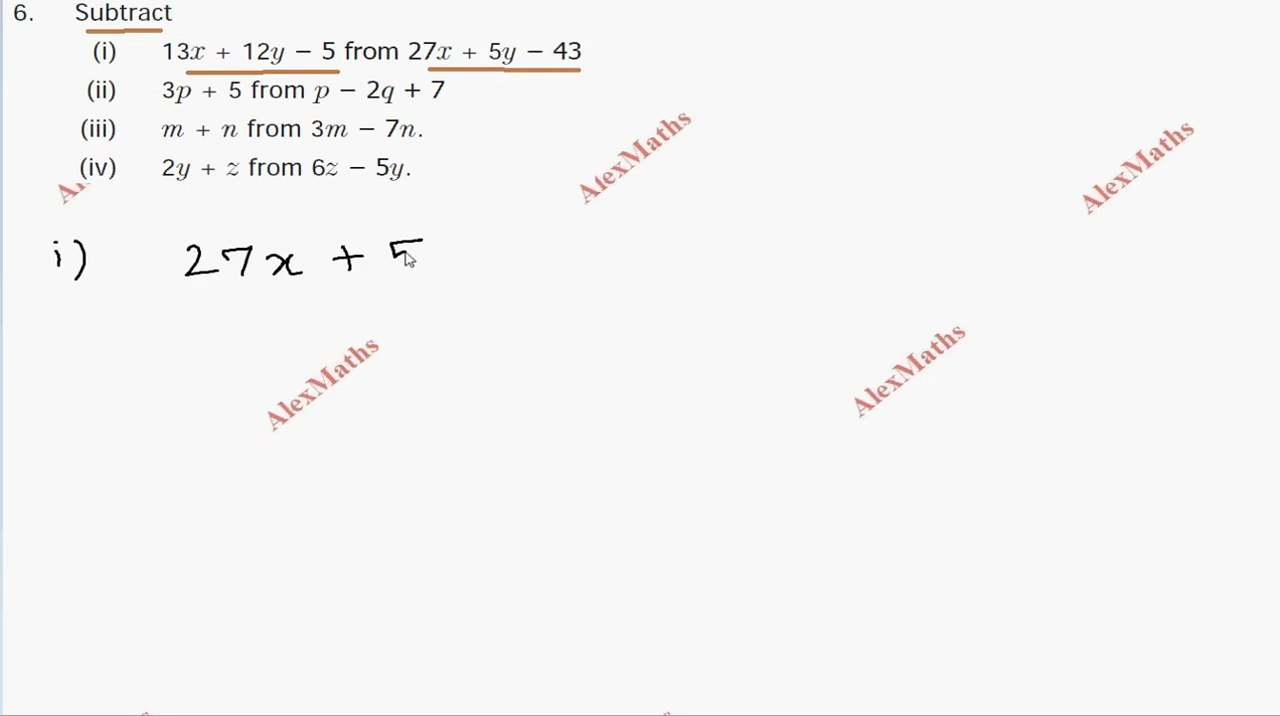 6. Subtract
(i) 13x + 12y − 5 from 27x + 5y − 43
(ii) 3p + 5 from p − 2q + 7
(iii) m + n from 3m − 7n.
(iv) 2y + z from 6z − 5y.
AlexMaths
AlexMaths
i) 27x + 5
AlexMaths
AlexMaths